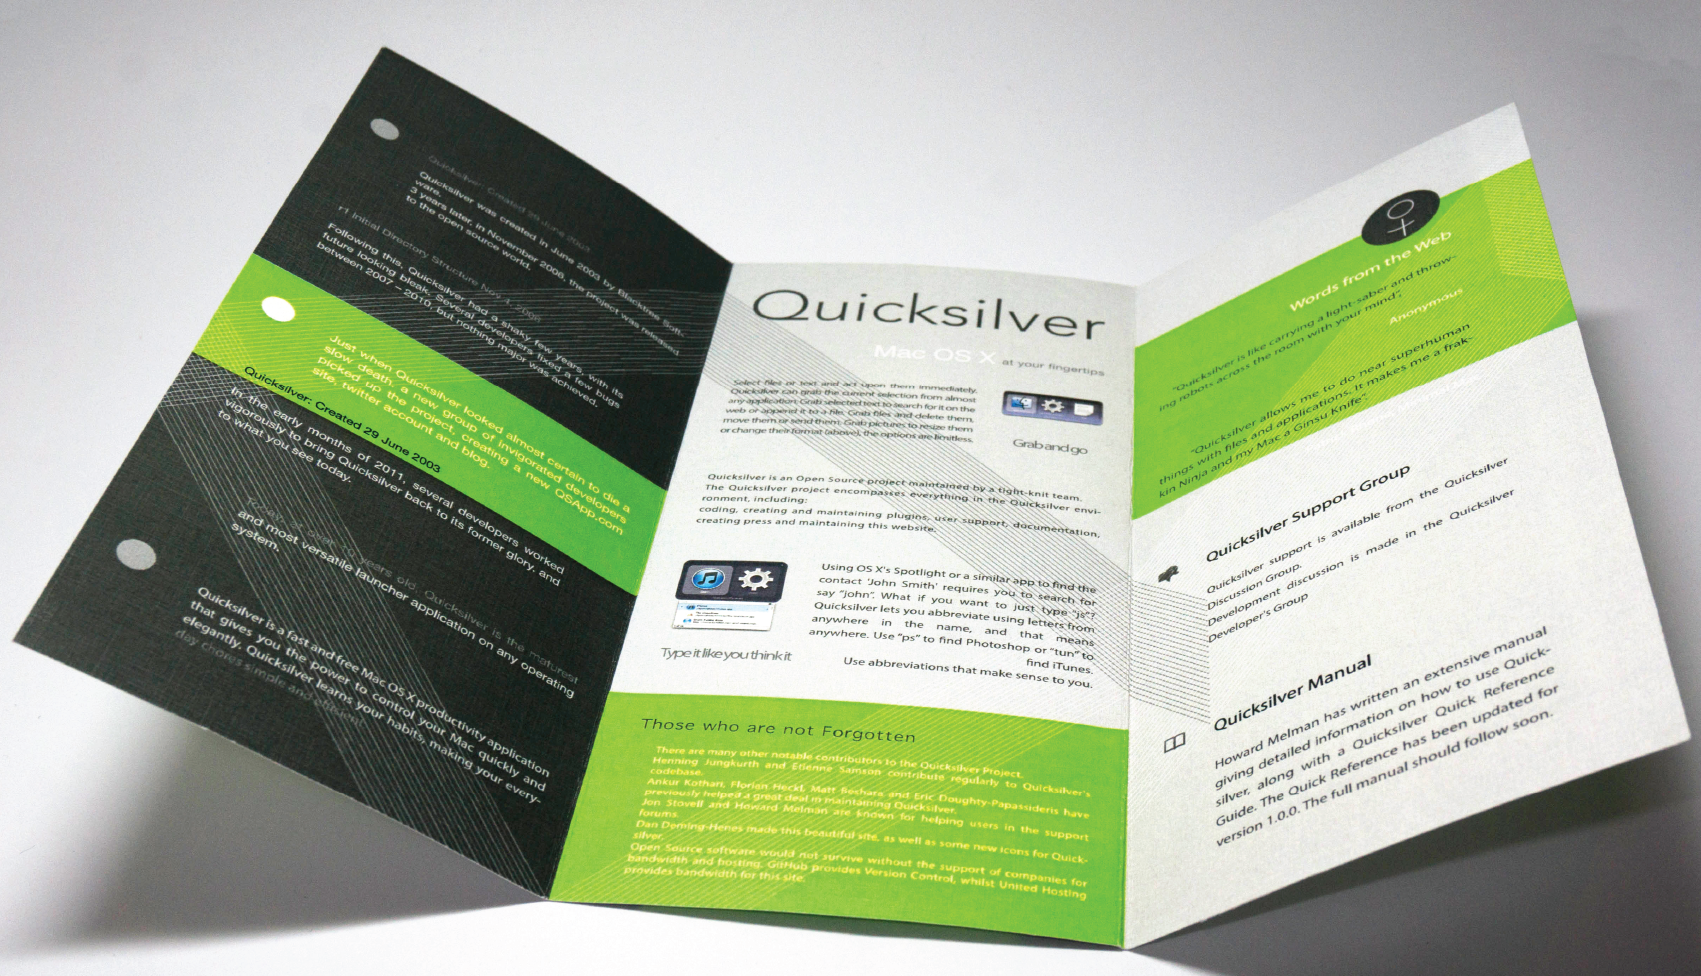 Quicksilver: Created 29 June 2003
Quicksilver was created in June 2003 by Blacktree Soft-
ware.
3 years later, in November 2006, the project was released
to the open source world.
r1 Initial Directory Structure Nov 4, 2006
Following this, Quicksilver had a shaky few years, with its
future looking bleak. Several developers fixed a few bugs
between 2007 – 2010, but nothing major was achieved.
Just when Quicksilver looked almost certain to die a
slow death, a new group of invigorated developers
picked up the project, creating a new QSApp.com
site, twitter account and blog.
Quicksilver: Created 29 June 2003
In the early months of 2011, several developers worked
vigorously to bring Quicksilver back to its former glory, and
to what you see today.
Today, at over 10 years old, Quicksilver is the maturest
and most versatile launcher application on any operating
system.
Quicksilver is a fast and free Mac OS X productivity application
that gives you the power to control your Mac quickly and
elegantly. Quicksilver learns your habits, making your every-
day chores simple and efficient
Quicksilver
Mac OS X at your fingertips
Select files or text and act upon them immediately.
Quicksilver can grab the current selection from almost
any application. Grab selected text to search for it on the
web or append it to a file. Grab files and delete them,
move them or send them. Grab pictures to resize them
or change their format (above), the options are limitless.
Grab and go
Quicksilver is an Open Source project maintained by a tight-knit team.
The Quicksilver project encompasses everything in the Quicksilver envi-
ronment, including:
coding, creating and maintaining plugins, user support, documentation,
creating press and maintaining this website.
Using OS X's Spotlight or a similar app to find the
contact 'John Smith' requires you to search for
say "john". What if you want to just type "js"?
Quicksilver lets you abbreviate using letters from
anywhere in the name, and that means
anywhere. Use "ps" to find Photoshop or "tun" to
find iTunes.
Use abbreviations that make sense to you.
Type it like you think it
Those who are not Forgotten
There are many other notable contributors to the Quicksilver Project.
Henning Jungkurth and Etienne Samson contribute regularly to Quicksilver's
codebase.
Ankur Kothari, Florian Heckl, Matt Beshara and Eric Doughty-Papassideris have
previously helped a great deal in maintaining Quicksilver.
Jon Stovell and Howard Melman are known for helping users in the support
forums.
Dan Deming-Henes made this beautiful site, as well as some new icons for Quick-
silver.
Open Source software would not survive without the support of companies for
bandwidth and hosting. GitHub provides Version Control, whilst United Hosting
provides bandwidth for this site.
Words from the Web
"Quicksilver is like carrying a light-saber and throw-
ing robots across the room with your mind".
Anonymous
"Quicksilver allows me to do near superhuman
things with files and applications. It makes me a frak-
kin Ninja and my Mac a Ginsu Knife".
Quicksilver Support Group
Quicksilver support is available from the Quicksilver
Discussion Group.
Development discussion is made in the Quicksilver
Developer's Group
Quicksilver Manual
Howard Melman has written an extensive manual
giving detailed information on how to use Quick-
silver, along with a Quicksilver Quick Reference
Guide. The Quick Reference has been updated for
version 1.0.0. The full manual should follow soon.